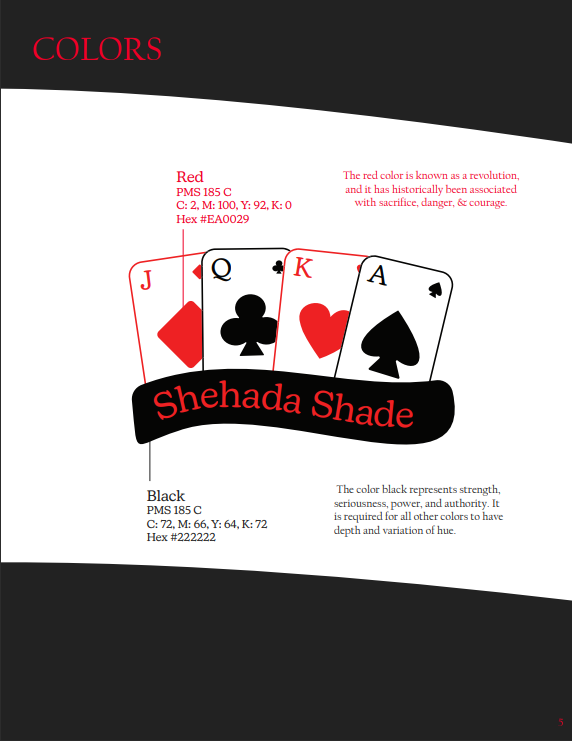 COLORS
Red
PMS 185 C
C: 2, M: 100, Y: 92, K: 0
Hex #EA0029
The red color is known as a revolution,
and it has historically been associated
with sacrifice, danger, & courage.
J
Q
K
A
Shehada Shade
Black
PMS 185 C
C: 72, M: 66, Y: 64, K: 72
Hex #222222
The color black represents strength,
seriousness, power, and authority. It
is required for all other colors to have
depth and variation of hue.
5